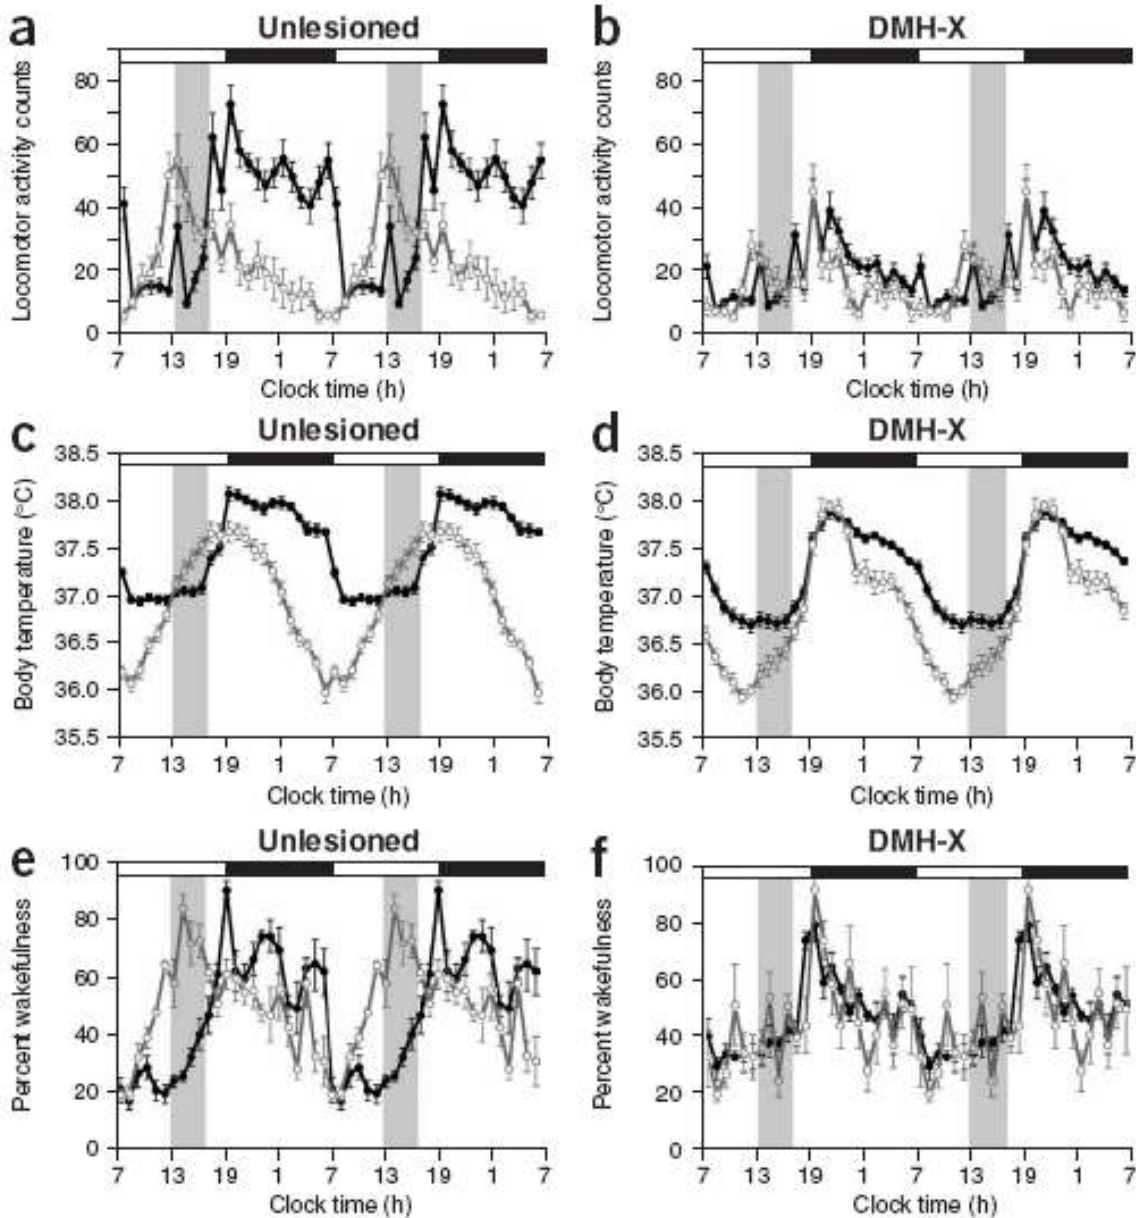 a
Unlesioned
Locomotor activity counts
80
60
40
20
0
7 13 19 1 7 13 19 1 7
Clock time (h)
b
DMH-X
Locomotor activity counts
80
60
40
20
0
7 13 19 1 7 13 19 1 7
Clock time (h)
c
Unlesioned
Body temperature (°C)
38.5
38.0
37.5
37.0
36.5
36.0
35.5
7 13 19 1 7 13 19 1 7
Clock time (h)
d
DMH-X
Body temperature (°C)
38.5
38.0
37.5
37.0
36.5
36.0
35.5
7 13 19 1 7 13 19 1 7
Clock time (h)
e
Unlesioned
Percent wakefulness
100
80
60
40
20
0
7 13 19 1 7 13 19 1 7
Clock time (h)
f
DMH-X
Percent wakefulness
100
80
60
40
20
0
7 13 19 1 7 13 19 1 7
Clock time (h)